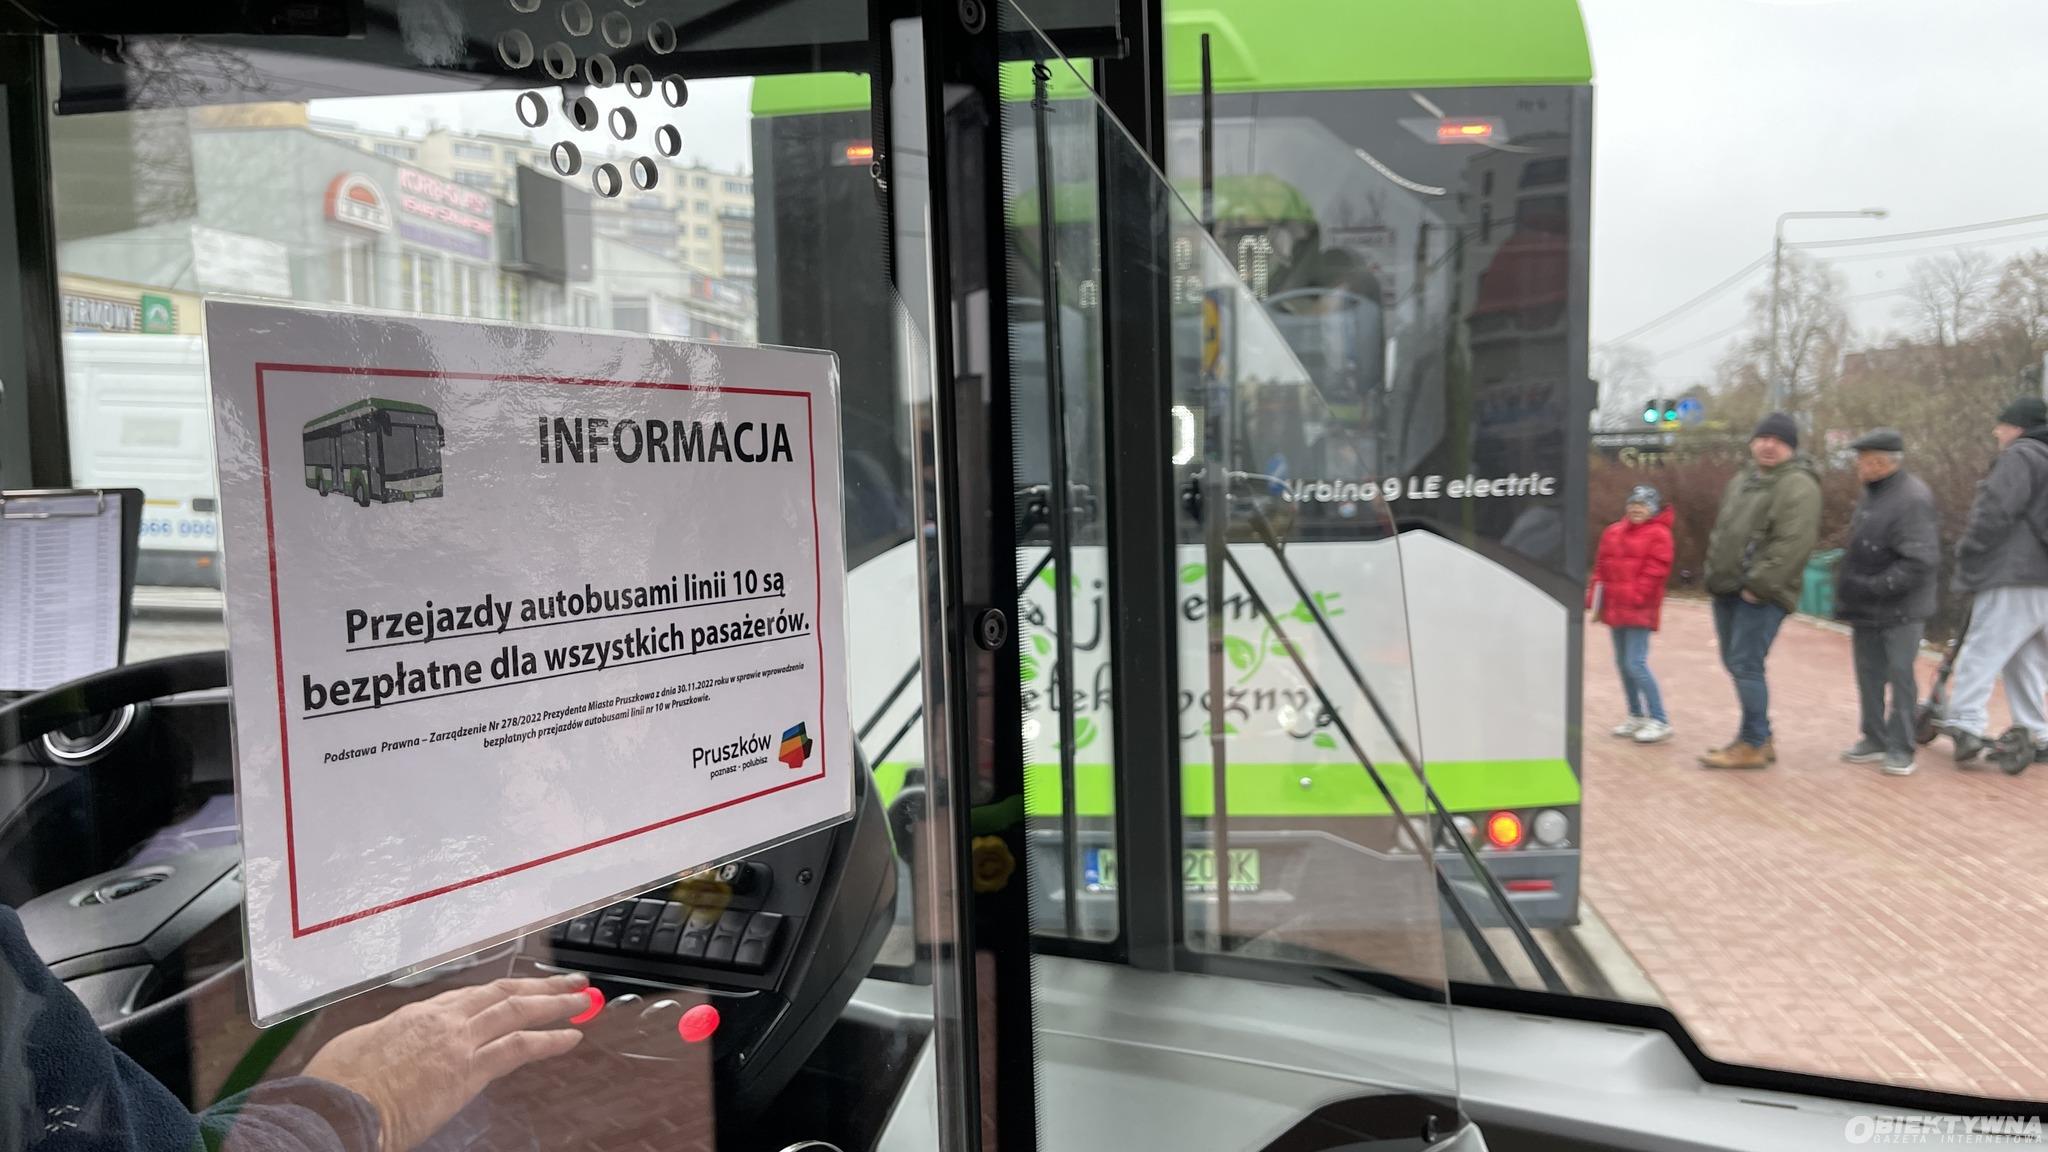 INFORMACJA
Przejazdy autobusami linii 10 są
bezpłatne dla wszystkich pasażerów.
Podstawa Prawna – Zarządzenie Nr 278/2022 Prezydenta Miasta Pruszkowa z dnia 30.11.2022 roku w sprawie wprowadzenia
bezpłatnych przejazdów autobusami linii nr 10 w Pruszkowie.
Pruszków
poznasz - polubisz
Urbino 9 LE electric
OBIEKTYWNA
GAZETA INTERNETOWA